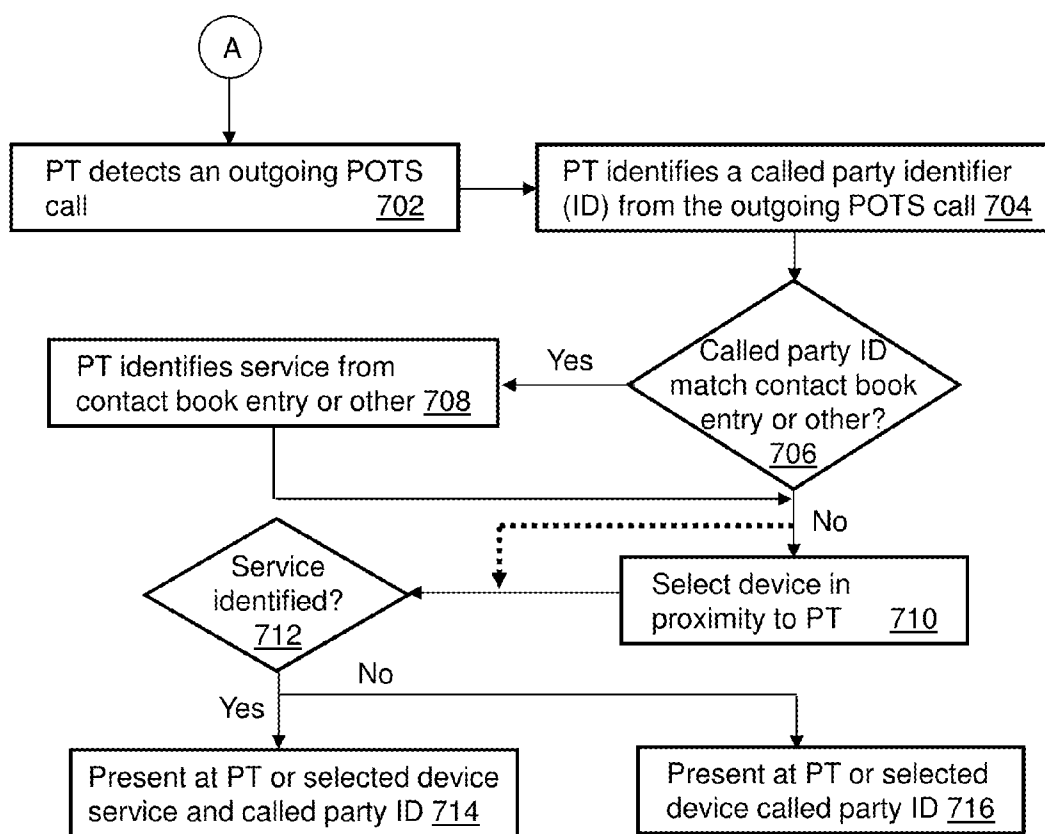 A
PT detects an outgoing POTS
call 702
PT identifies a called party identifier
(ID) from the outgoing POTS call 704
Called party ID
match contact book
entry or other?
706
Yes
PT identifies service from
contact book entry or other 708
No
Select device in
proximity to PT 710
Service
identified?
712
No
Yes
Present at PT or selected device
service and called party ID 714
Present at PT or selected
device called party ID 716